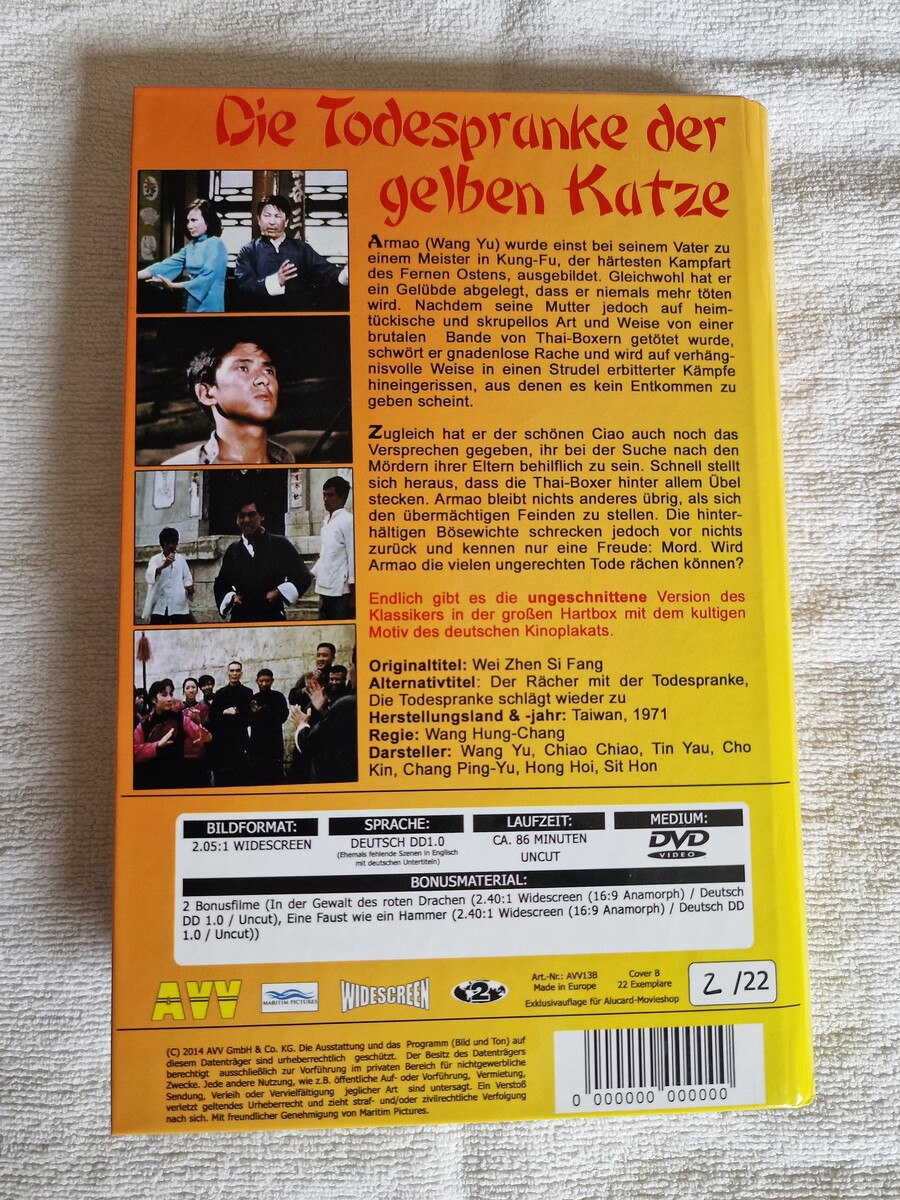 Die Todespranke der
gelben Katze
Armao (Wang Yu) wurde einst bei seinem Vater zu
einem Meister in Kung-Fu, der härtesten Kampfart
des Fernen Ostens, ausgebildet. Gleichwohl hat er
ein Gelübde abgelegt, dass er niemals mehr töten
wird. Nachdem seine Mutter jedoch auf heim-
tückische und skrupellos Art und Weise von einer
brutalen Bande von Thai-Boxern getötet wurde,
schwört er gnadenlose Rache und wird auf verhäng-
nisvolle Weise in einen Strudel erbitterter Kämpfe
hineingerissen, aus denen es kein Entkommen zu
geben scheint.
Zugleich hat er der schönen Ciao auch noch das
Versprechen gegeben, ihr bei der Suche nach den
Mördern ihrer Eltern behilflich zu sein. Schnell stellt
sich heraus, dass die Thai-Boxer hinter allem Übel
stecken. Armao bleibt nichts anderes übrig, als sich
den übermächtigen Feinden zu stellen. Die hinter-
hältigen Bösewichte schrecken jedoch vor nichts
zurück und kennen nur eine Freude: Mord. Wird
Armao die vielen ungerechten Tode rächen können?
Endlich gibt es die ungeschnittene Version des
Klassikers in der großen Hartbox mit dem kultigen
Motiv des deutschen Kinoplakats.
Originaltitel: Wei Zhen Si Fang
Alternativtitel: Der Rächer mit der Todespranke,
Die Todespranke schlägt wieder zu
Herstellungsland & -jahr: Taiwan, 1971
Regie: Wang Hung-Chang
Darsteller: Wang Yu, Chiao Chiao, Tin Yau, Cho
Kin, Chang Ping-Yu, Hong Hoi, Sit Hon
BILDFORMAT: SPRACHE: LAUFZEIT: MEDIUM:
2.05:1 WIDESCREEN DEUTSCH DD1.0 CA. 86 MINUTEN DVD
(Ehemals fehlende Szenen in Englisch UNCUT VIDEO
mit deutschen Untertiteln)
BONUSMATERIAL:
2 Bonusfilme (In der Gewalt des roten Drachen (2.40:1 Widescreen (16:9 Anamorph) / Deutsch
DD 1.0 / Uncut), Eine Faust wie ein Hammer (2.40:1 Widescreen (16:9 Anamorph) / Deutsch DD
1.0 / Uncut))
AVV MARITIM PICTURES WIDESCREEN 2
Art.-Nr.: AVV13B Cover B
Made in Europe 22 Exemplare
Exklusivauflage für Alucard-Movieshop
2 /22
(C) 2014 AVV GmbH & Co. KG. Die Ausstattung und das Programm (Bild und Ton) auf
diesem Datenträger sind urheberrechtlich geschützt. Der Besitz des Datenträgers
berechtigt ausschließlich zur Vorführung im privaten Bereich für nichtgewerbliche
Zwecke. Jede andere Nutzung, wie z.B. öffentliche Auf- oder Vorführung, Vermietung,
Sendung, Verleih oder Vervielfältigung jeglicher Art sind untersagt. Ein Verstoß
verletzt geltendes Urheberrecht und zieht straf- und/oder zivilrechtliche Verfolgung
nach sich. Mit freundlicher Genehmigung von Maritim Pictures.
0 000000 000000